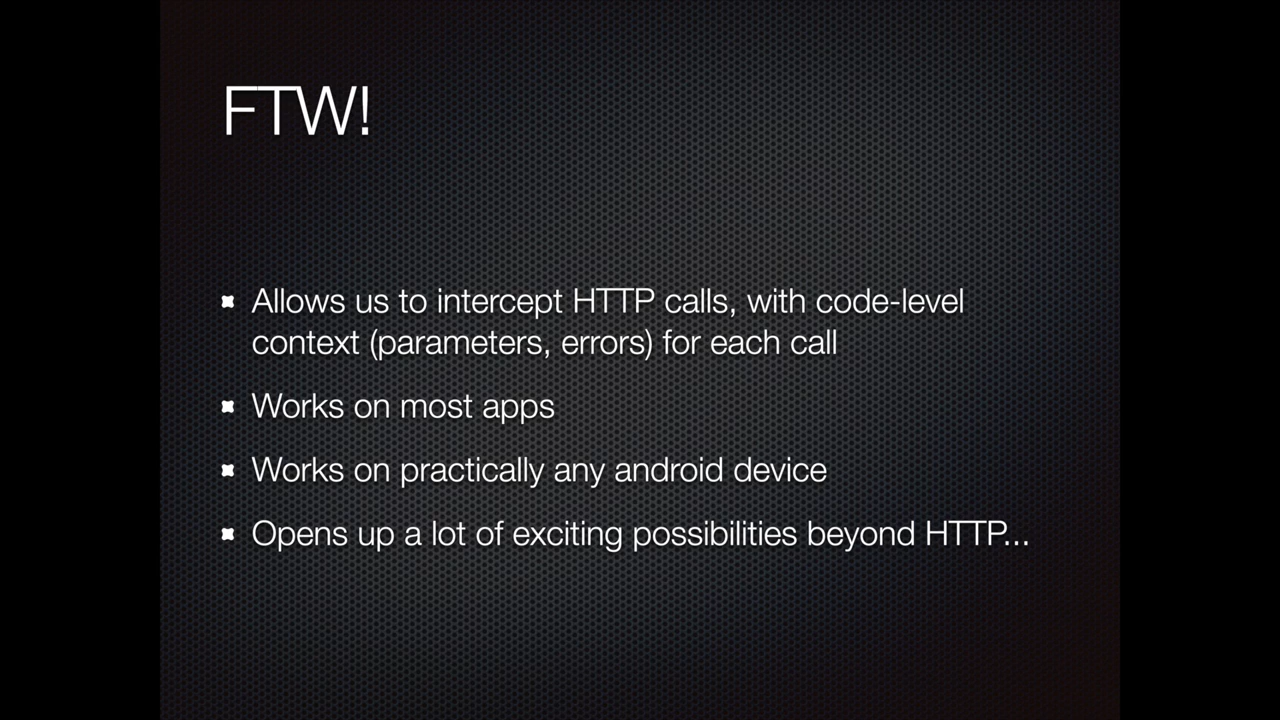 FTW!
Allows us to intercept HTTP calls, with code-level
context (parameters, errors) for each call
Works on most apps
Works on practically any android device
Opens up a lot of exciting possibilities beyond HTTP...